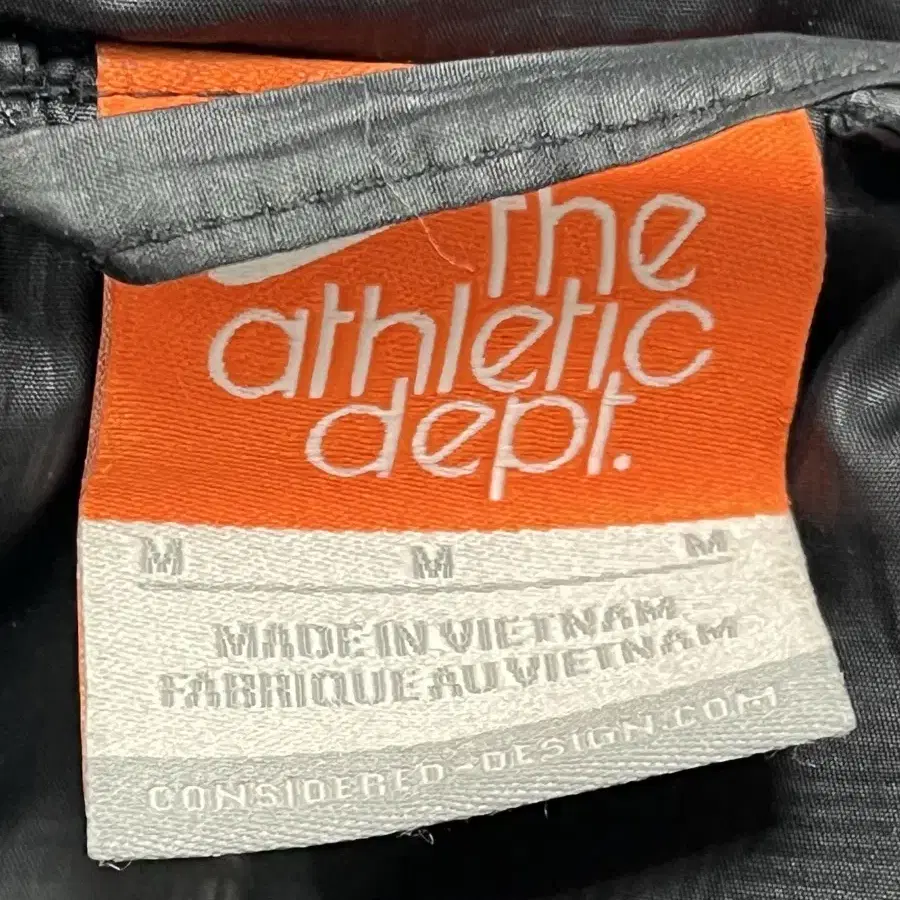 the
athletic
dept.
M M M
MADE IN VIETNAM
FABRIQUE AU VIETNAM
CONSIDERED-DESIGN.COM